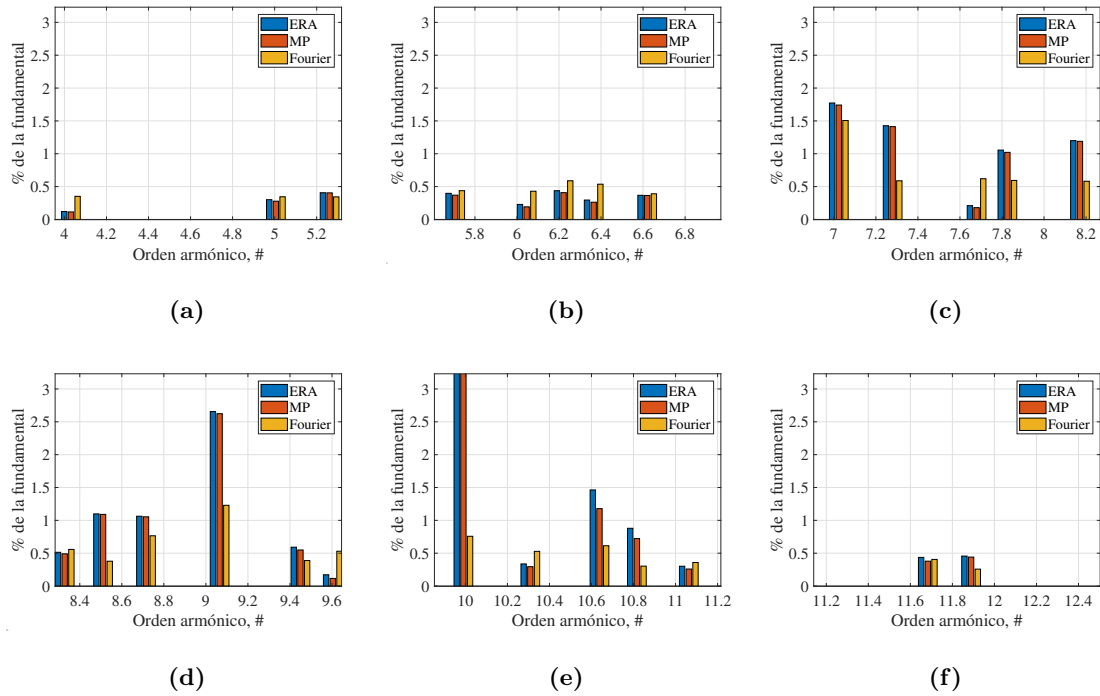 3
2.5
2
1.5
1
0.5
0
% de la fundamental
ERA
MP
Fourier
4 4.2 4.4 4.6 4.8 5 5.2
Orden armónico, #
(a)
3
2.5
2
1.5
1
0.5
0
% de la fundamental
ERA
MP
Fourier
5.8 6 6.2 6.4 6.6 6.8
Orden armónico, #
(b)
3
2.5
2
1.5
1
0.5
0
% de la fundamental
ERA
MP
Fourier
7 7.2 7.4 7.6 7.8 8 8.2
Orden armónico, #
(c)
3
2.5
2
1.5
1
0.5
0
% de la fundamental
ERA
MP
Fourier
8.4 8.6 8.8 9 9.2 9.4 9.6
Orden armónico, #
(d)
3
2.5
2
1.5
1
0.5
0
% de la fundamental
ERA
MP
Fourier
10 10.2 10.4 10.6 10.8 11 11.2
Orden armónico, #
(e)
3
2.5
2
1.5
1
0.5
0
% de la fundamental
ERA
MP
Fourier
11.2 11.4 11.6 11.8 12 12.2 12.4
Orden armónico, #
(f)